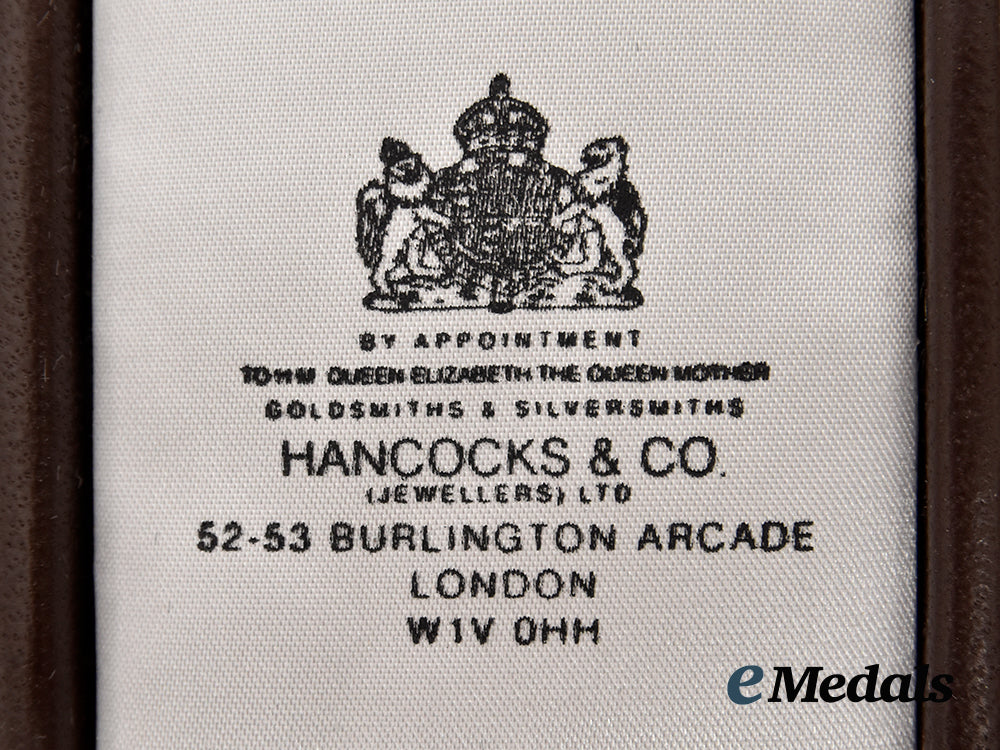 BY APPOINTMENT
TO H M QUEEN ELIZABETH THE QUEEN MOTHER
GOLDSMITHS & SILVERSMITHS
HANCOCKS & CO.
(JEWELLERS) LTD
52-53 BURLINGTON ARCADE
LONDON
W1V 0HH
eMedals